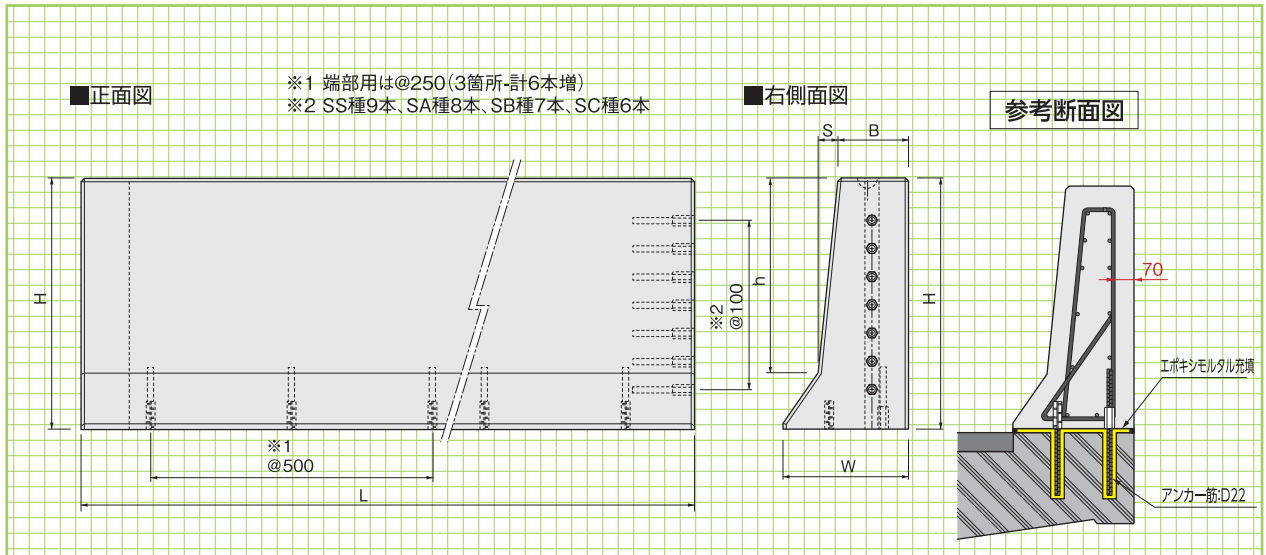 ※1 端部用は@250(3箇所-計6本増)
※2 SS種9本、SA種8本、SB種7本、SC種6本
■正面図
■右側面図
参考断面図
S
B
H
h
H
※2
@100
70
エポキシモルタル充填
※1
@500
W
L
アンカー筋:D22